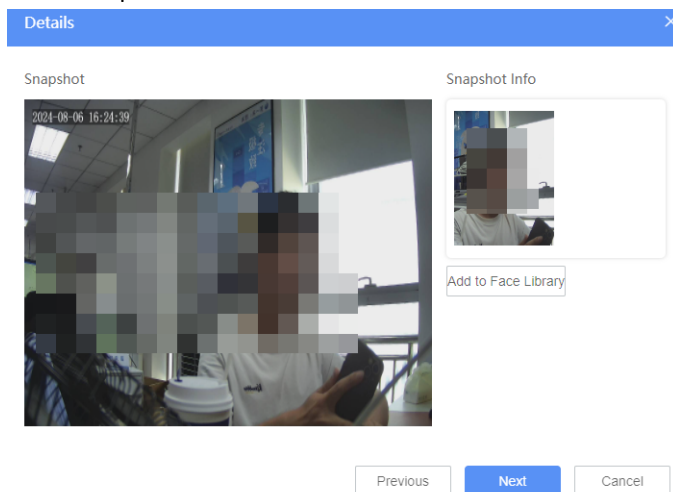 Details
Snapshot
Snapshot Info
2024-08-06 16:24:39
Add to Face Library
Previous
Next
Cancel